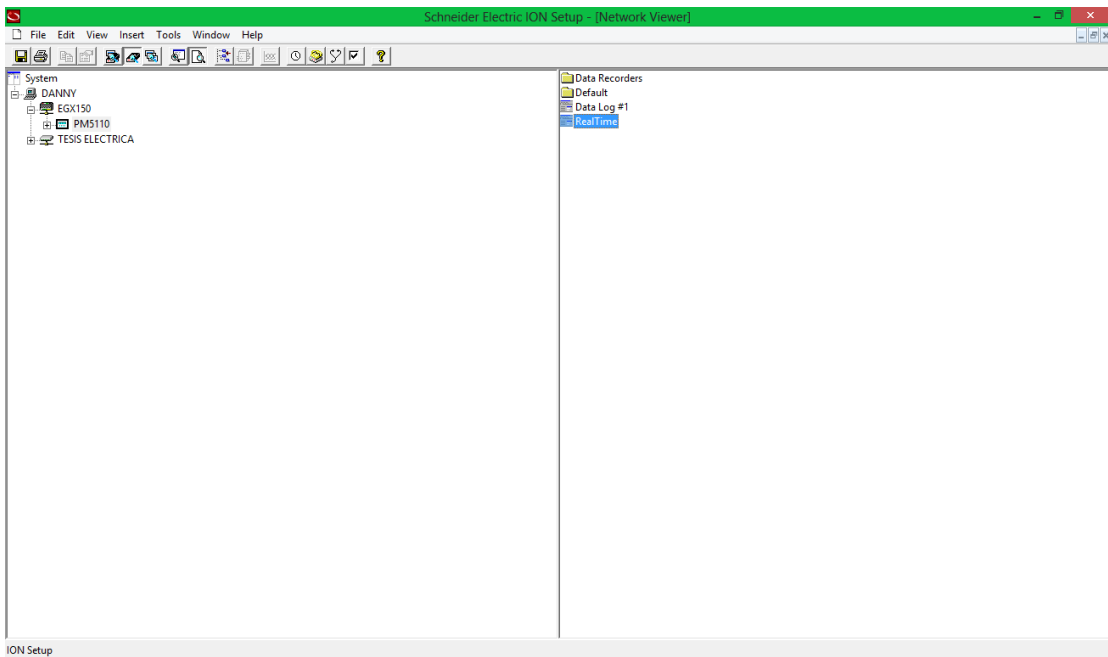 Schneider Electric ION Setup - [Network Viewer]
File Edit View Insert Tools Window Help
System
DANNY
EGX150
PM5110
TESIS ELECTRICA
Data Recorders
Default
Data Log #1
RealTime
ION Setup